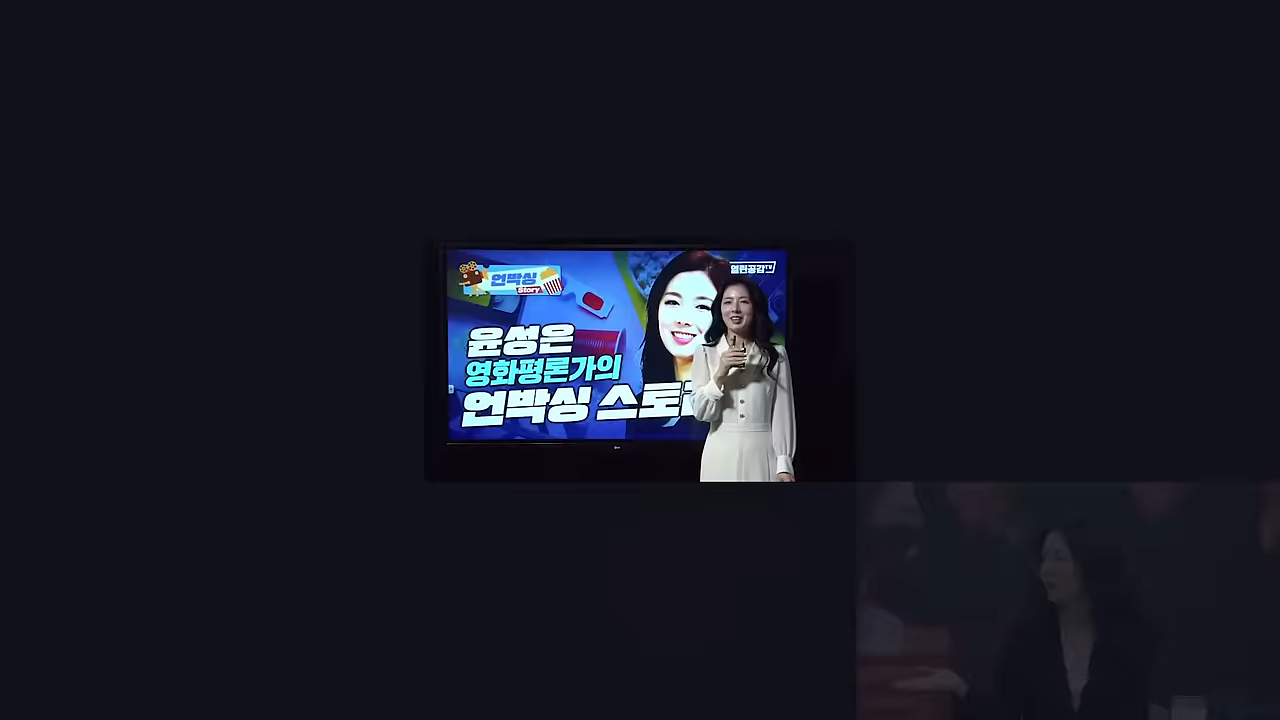 언박싱
Story
열린공감TV
윤성은
영화평론가의
언박싱 스토